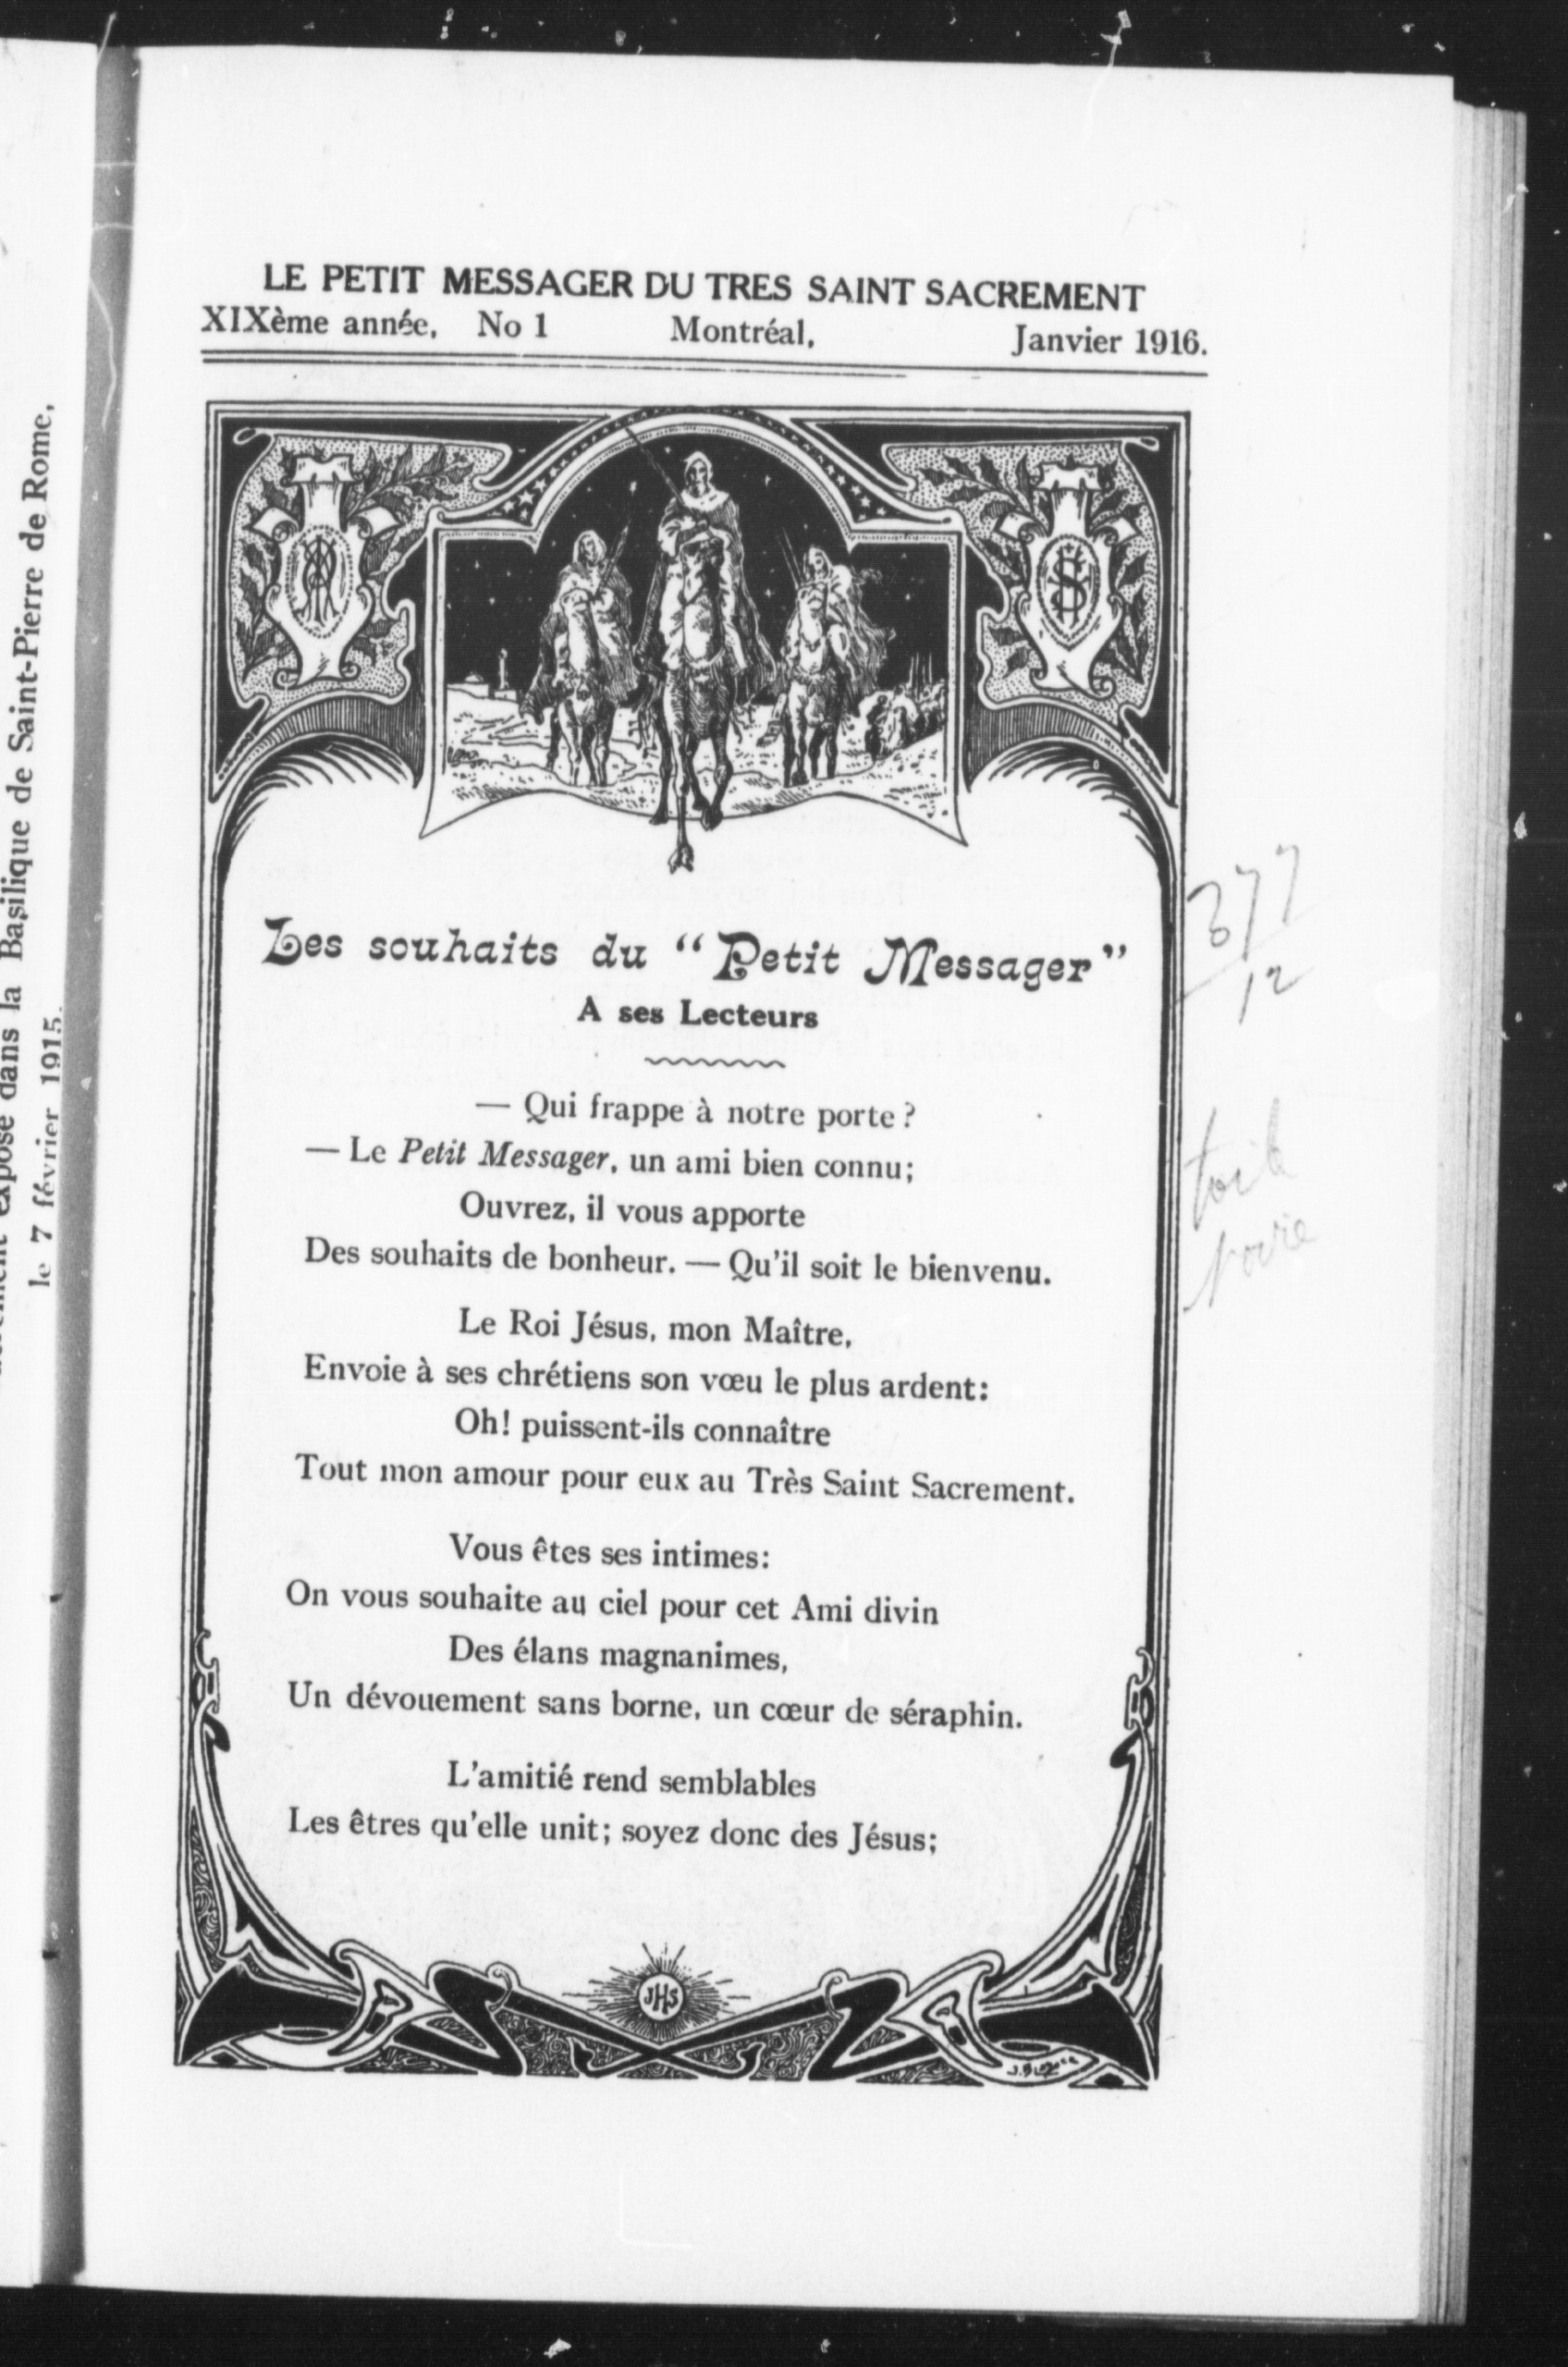 LE PETIT MESSAGER DU TRES SAINT SACREMENT
XIXème année, No 1 Montréal, Janvier 1916.
Les souhaits du “Petit Messager”
A ses Lecteurs
— Qui frappe à notre porte ?
— Le Petit Messager, un ami bien connu;
Ouvrez, il vous apporte
Des souhaits de bonheur. — Qu'il soit le bienvenu.
Le Roi Jésus, mon Maître,
Envoie à ses chrétiens son vœu le plus ardent:
Oh! puissent-ils connaître
Tout mon amour pour eux au Très Saint Sacrement.
Vous êtes ses intimes:
On vous souhaite au ciel pour cet Ami divin
Des élans magnanimes,
Un dévouement sans borne, un cœur de séraphin.
L'amitié rend semblables
Les êtres qu'elle unit; soyez donc des Jésus;
JHS
377
12
exposé dans la Basilique de Saint-Pierre de Rome,
le 7 février 1915.